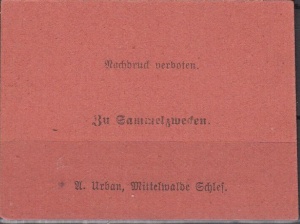 Nachdruck verboten.
Zu Sammelzwecken.
* A. Urban, Mittelwalde Schles.